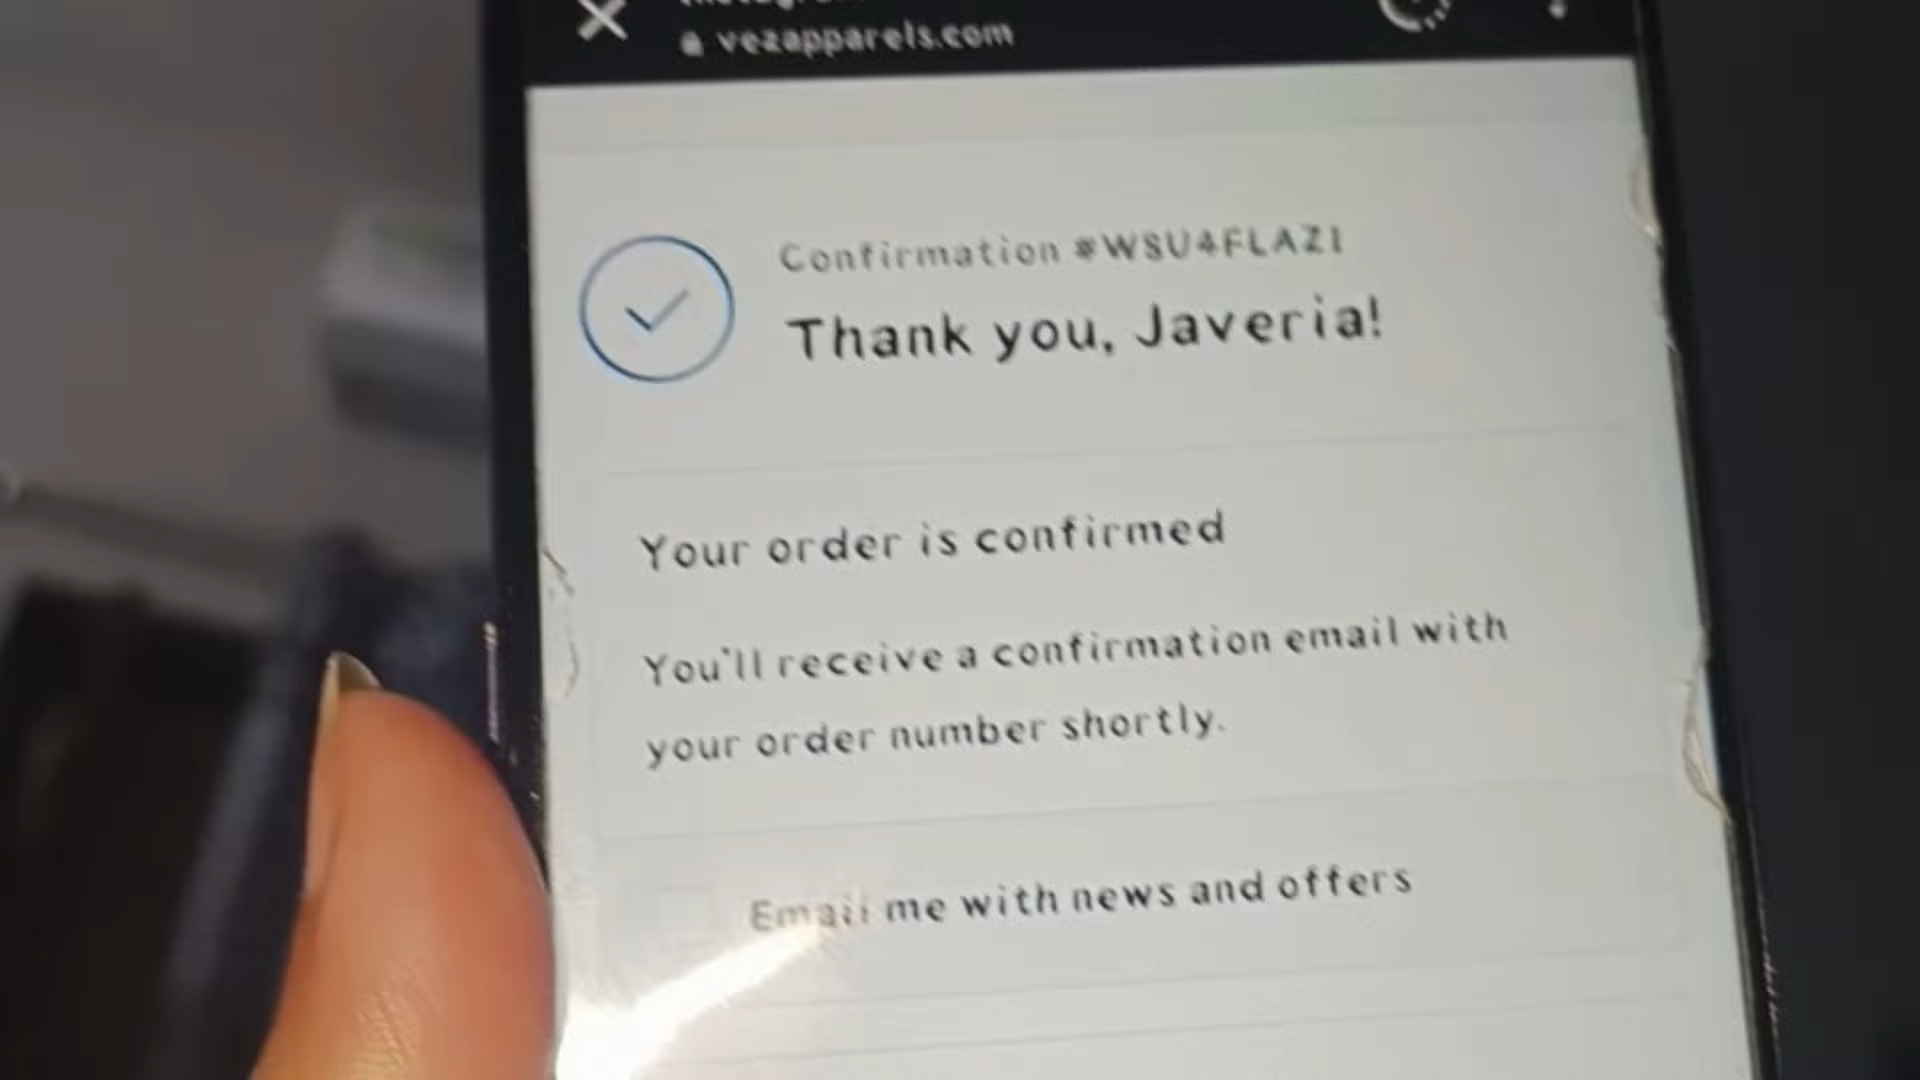 vezapparels.com
Confirmation #WSU4FLAZI
Thank you, Javeria!
Your order is confirmed
You'll receive a confirmation email with
your order number shortly.
Email me with news and offers